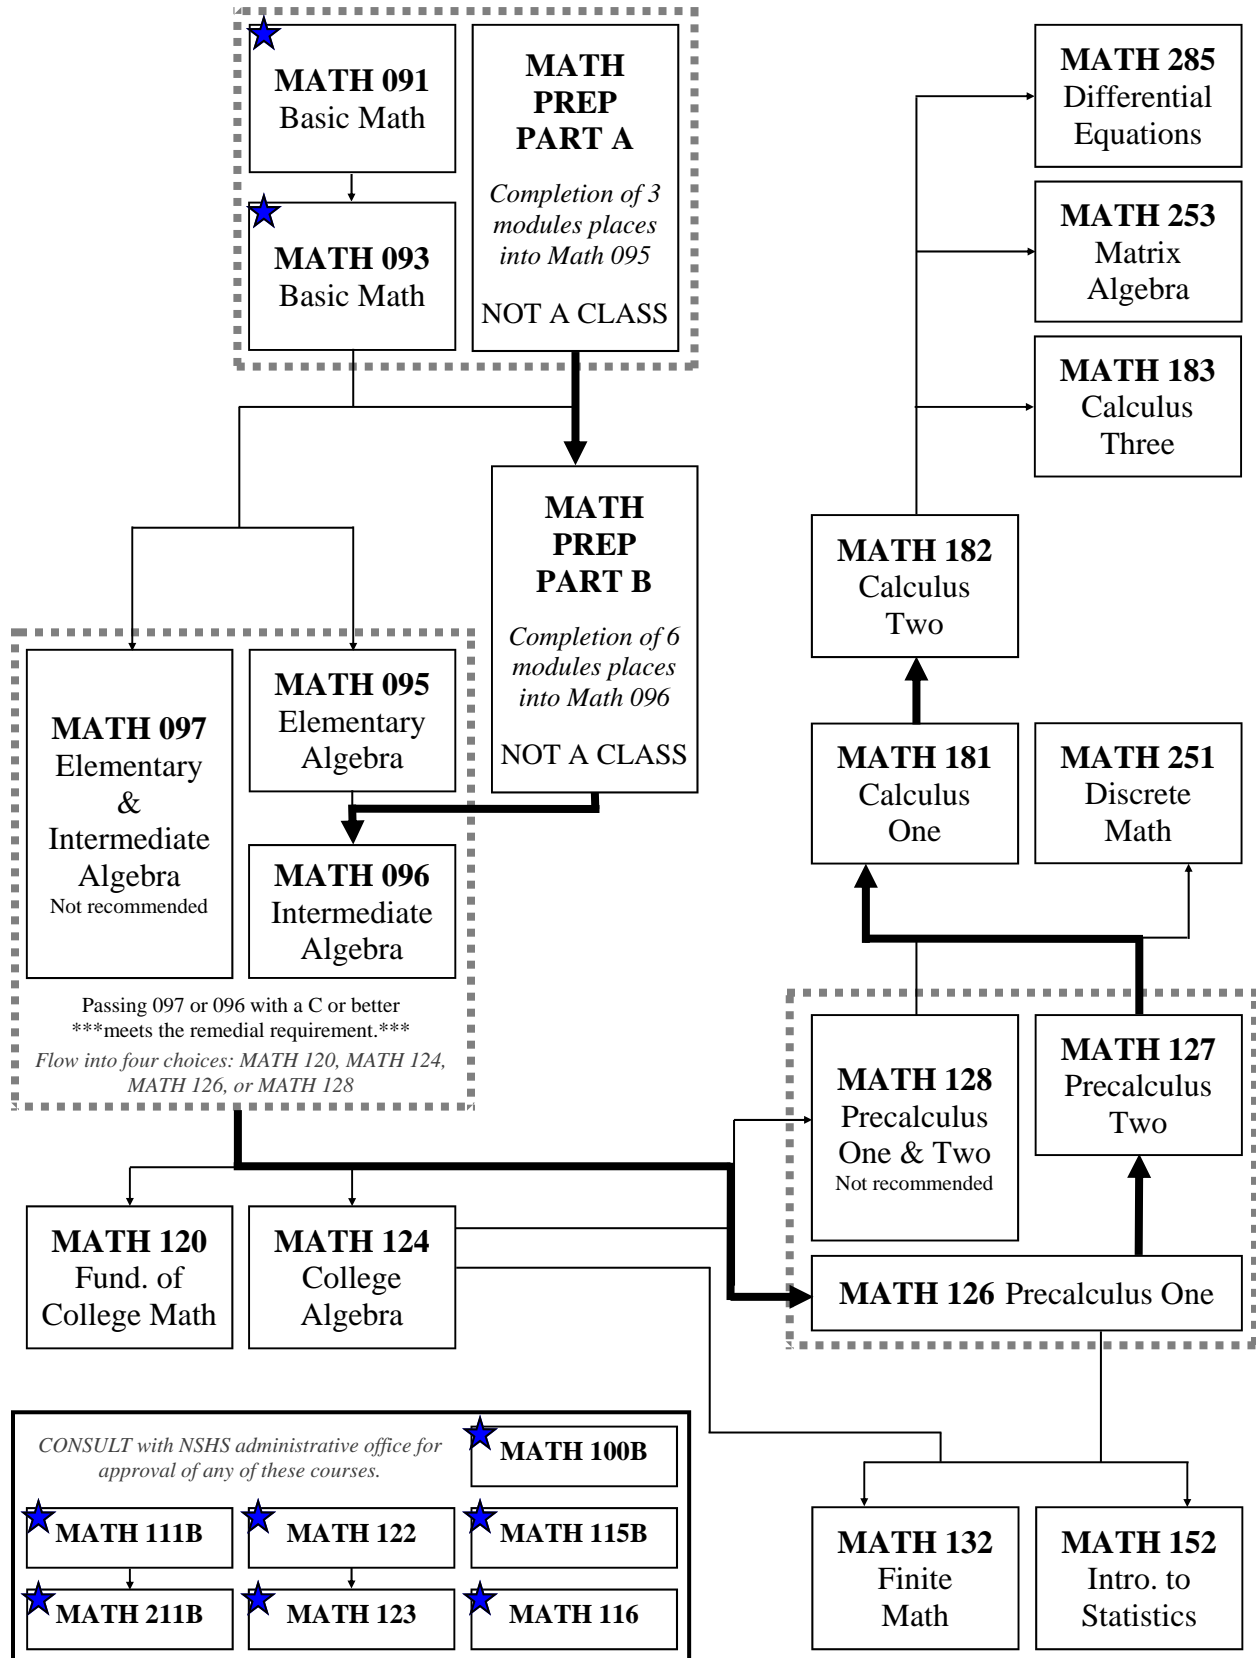 MATH 091
Basic Math
MATH 093
Basic Math
MATH
PREP
PART A
Completion of 3
modules places
into Math 095
NOT A CLASS
MATH 285
Differential
Equations
MATH 253
Matrix
Algebra
MATH 183
Calculus
Three
MATH
PREP
PART B
Completion of 6
modules places
into Math 096
NOT A CLASS
MATH 182
Calculus
Two
MATH 097
Elementary
&
Intermediate
Algebra
Not recommended
MATH 095
Elementary
Algebra
MATH 096
Intermediate
Algebra
Passing 097 or 096 with a C or better
***meets the remedial requirement.***
Flow into four choices: MATH 120, MATH 124,
MATH 126, or MATH 128
MATH 181
Calculus
One
MATH 251
Discrete
Math
MATH 128
Precalculus
One & Two
Not recommended
MATH 127
Precalculus
Two
MATH 126 Precalculus One
MATH 120
Fund. of
College Math
MATH 124
College
Algebra
CONSULT with NSHS administrative office for
approval of any of these courses.
MATH 100B
MATH 111B
MATH 122
MATH 115B
MATH 211B
MATH 123
MATH 116
MATH 132
Finite
Math
MATH 152
Intro. to
Statistics